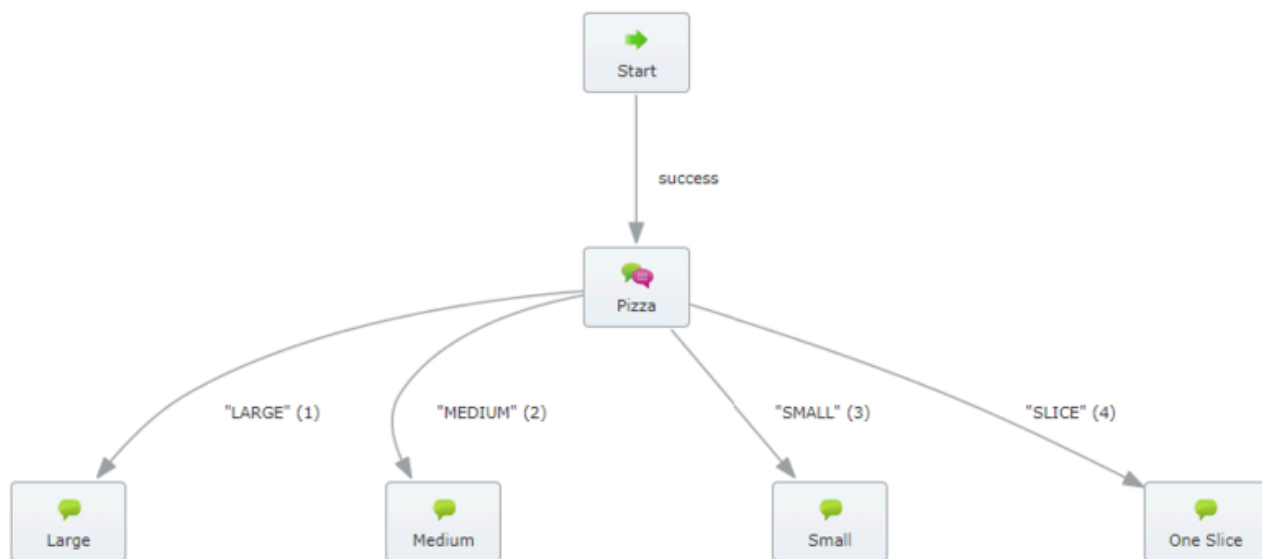 Start
success
Pizza
"LARGE" (1)
"MEDIUM" (2)
"SMALL" (3)
"SLICE" (4)
Large
Medium
Small
One Slice